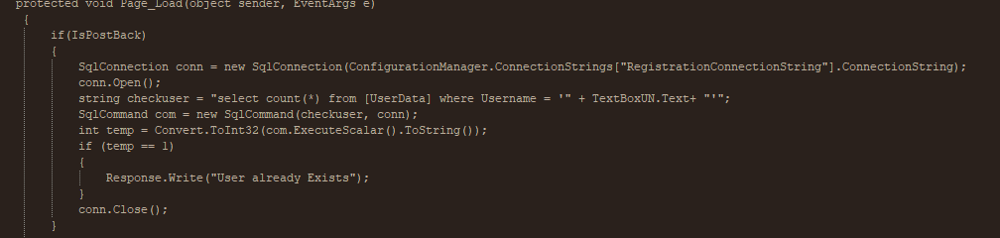 protected void Page_Load(object sender, EventArgs e)
{
if(IsPostBack)
{
SqlConnection conn = new SqlConnection(ConfigurationManager.ConnectionStrings["RegistrationConnectionString"].ConnectionString);
conn.Open();
string checkuser = "select count(*) from [UserData] where Username = '" + TextBoxUN.Text+ "'";
SqlCommand com = new SqlCommand(checkuser, conn);
int temp = Convert.ToInt32(com.ExecuteScalar().ToString());
if (temp == 1)
{
Response.Write("User already Exists");
}
conn.Close();
}